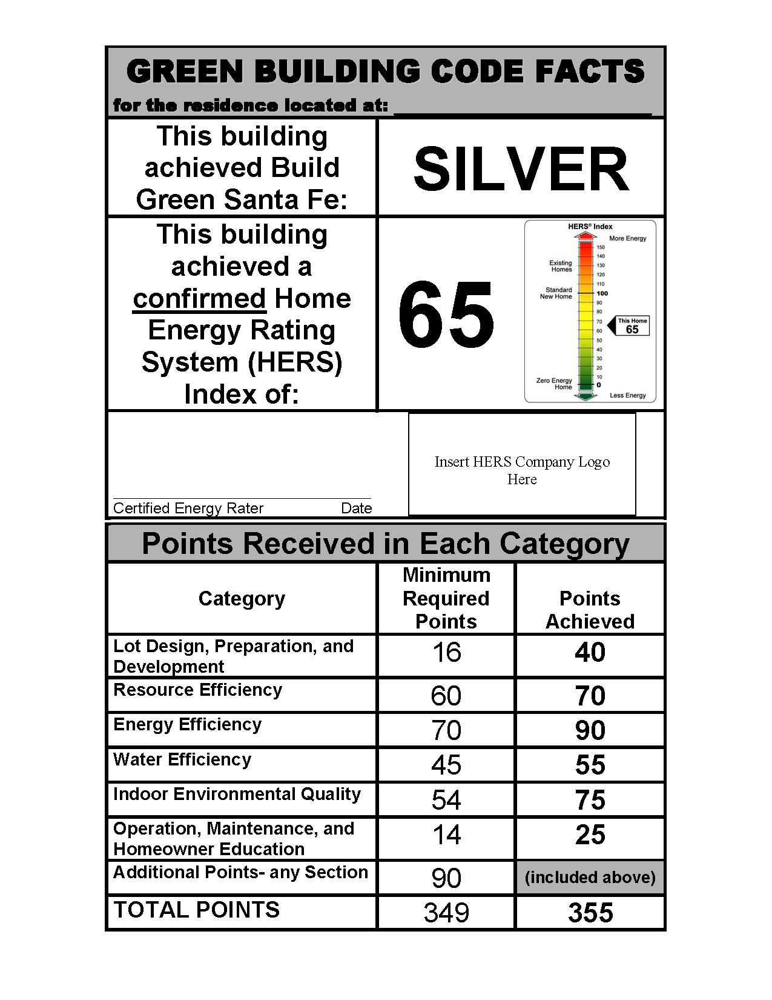 GREEN BUILDING CODE FACTS
for the residence located at:
This building
achieved Build
Green Santa Fe:
SILVER
This building
achieved a
confirmed Home
Energy Rating
System (HERS)
Index of:
65
HERS® Index
More Energy
150
140
Existing
Homes
130
120
110
Standard
New Home
100
90
80
70
This Home
65
60
50
40
30
20
10
Zero Energy
Home
0
Less Energy
Insert HERS Company Logo
Here
Certified Energy Rater Date
Points Received in Each Category
Category
Minimum
Required
Points
Points
Achieved
Lot Design, Preparation, and
Development
16 40
Resource Efficiency 60 70
Energy Efficiency 70 90
Water Efficiency 45 55
Indoor Environmental Quality 54 75
Operation, Maintenance, and
Homeowner Education
14 25
Additional Points- any Section 90 (included above)
TOTAL POINTS 349 355